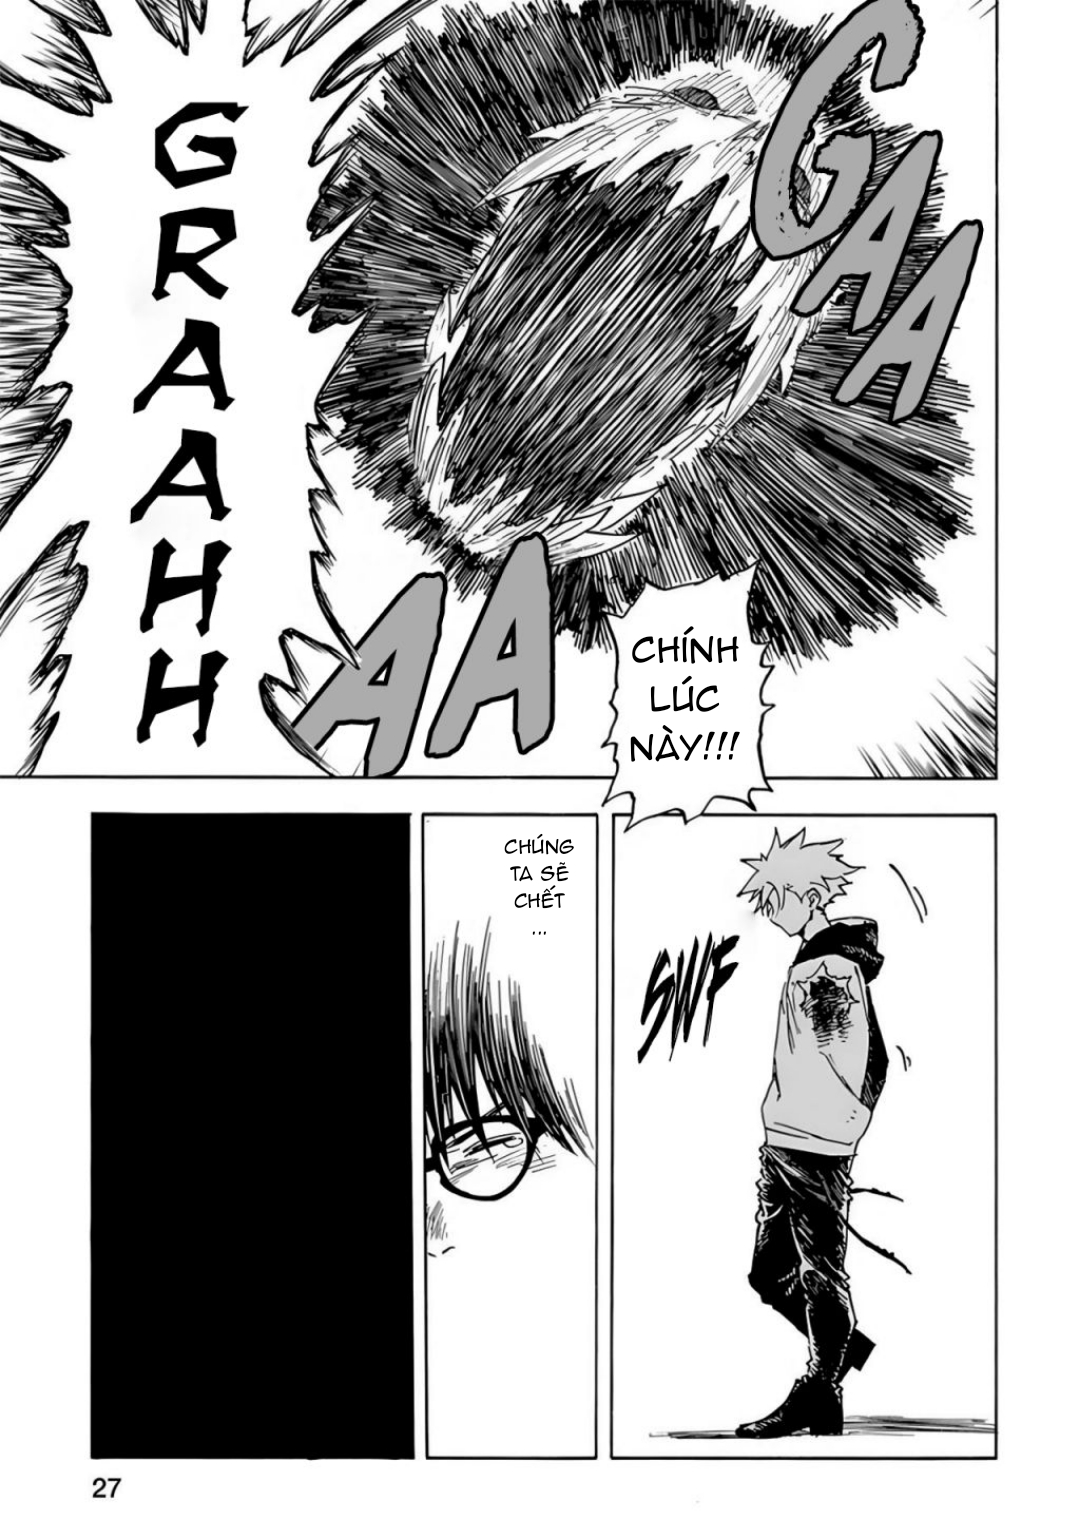 GAA
GRAAHH
AA
CHÍNH
LÚC
NÀY!!!
SWF
CHÚNG
TA SẼ
CHẾT
...
27